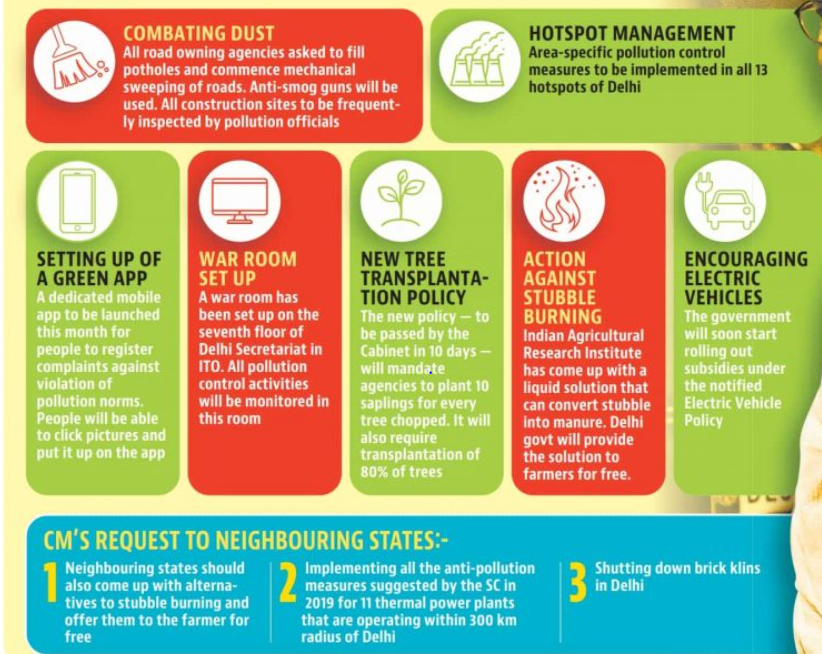 COMBATING DUST
All road owning agencies asked to fill
potholes and commence mechanical
sweeping of roads. Anti-smog guns will be
used. All construction sites to be frequent-
ly inspected by pollution officials
HOTSPOT MANAGEMENT
Area-specific pollution control
measures to be implemented in all 13
hotspots of Delhi
SETTING UP OF
A GREEN APP
A dedicated mobile
app to be launched
this month for
people to register
complaints against
violation of
pollution norms.
People will be able
to click pictures and
put it up on the app
WAR ROOM
SET UP
A war room has
been set up on the
seventh floor of
Delhi Secretariat in
ITO. All pollution
control activities
will be monitored in
this room
NEW TREE
TRANSPLANTA-
TION POLICY
The new policy — to
be passed by the
Cabinet in 10 days —
will mandate
agencies to plant 10
saplings for every
tree chopped. It will
also require
transplantation of
80% of trees
ACTION
AGAINST
STUBBLE
BURNING
Indian Agricultural
Research Institute
has come up with a
liquid solution that
can convert stubble
into manure. Delhi
govt will provide
the solution to
farmers for free.
ENCOURAGING
ELECTRIC
VEHICLES
The government
will soon start
rolling out
subsidies under
the notified
Electric Vehicle
Policy
CM'S REQUEST TO NEIGHBOURING STATES:-
1 Neighbouring states should
also come up with alterna-
tives to stubble burning and
offer them to the farmer for
free
2 Implementing all the anti-pollution
measures suggested by the SC in
2019 for 11 thermal power plants
that are operating within 300 km
radius of Delhi
3 Shutting down brick klins
in Delhi